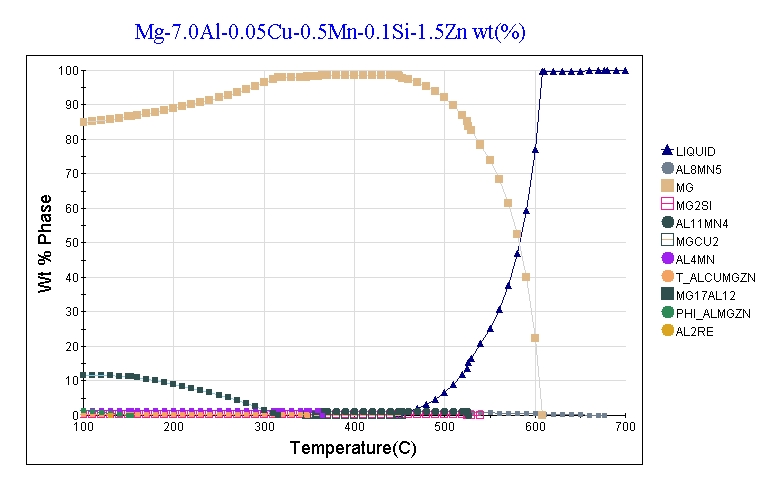 Mg-7.0Al-0.05Cu-0.5Mn-0.1Si-1.5Zn wt(%)
100
90
80
70
60
50
40
30
20
10
0
Wt % Phase
100 200 300 400 500 600 700
Temperature(C)
LIQUID
AL8MN5
MG
MG2SI
AL11MN4
MGCU2
AL4MN
T_ALCUMGZN
MG17AL12
PHI_ALMGZN
AL2RE